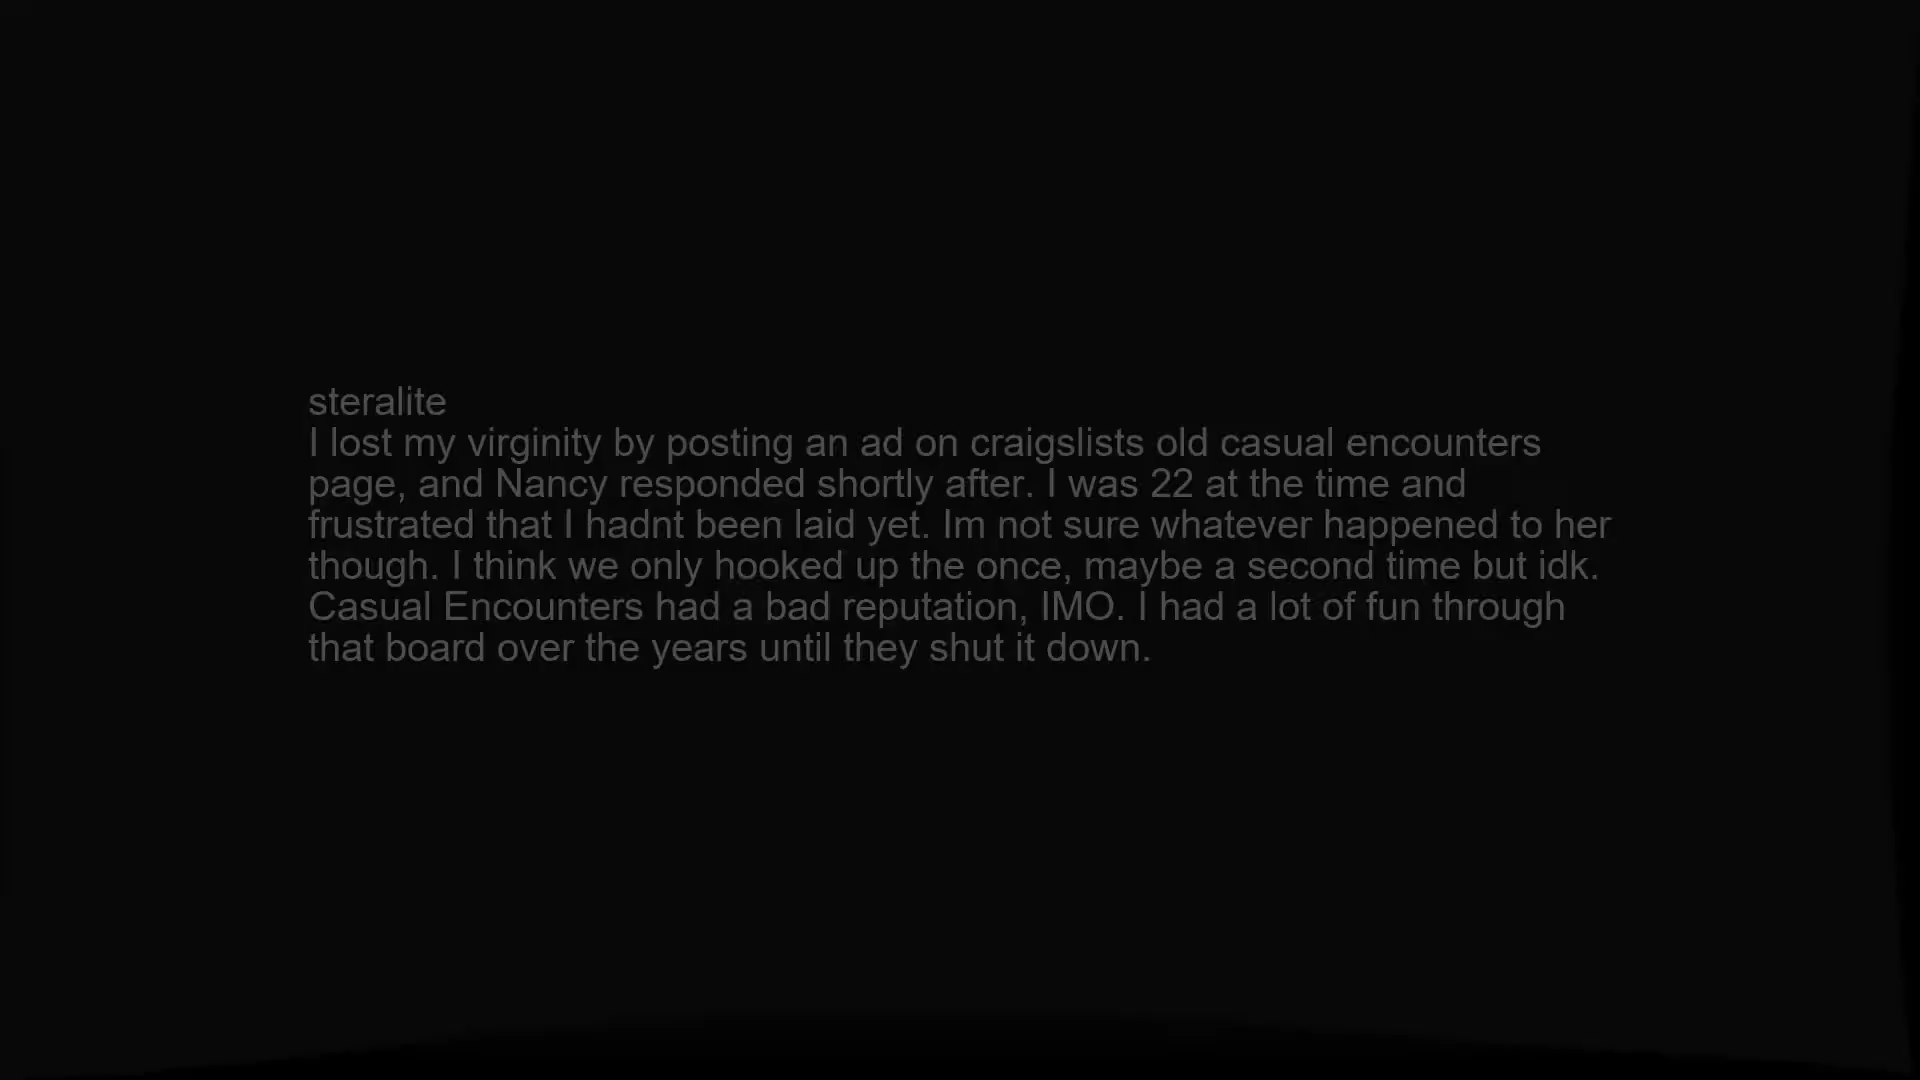 steralite
I lost my virginity by posting an ad on craigslists old casual encounters
page, and Nancy responded shortly after. I was 22 at the time and
frustrated that I hadnt been laid yet. Im not sure whatever happened to her
though. I think we only hooked up the once, maybe a second time but idk.
Casual Encounters had a bad reputation, IMO. I had a lot of fun through
that board over the years until they shut it down.